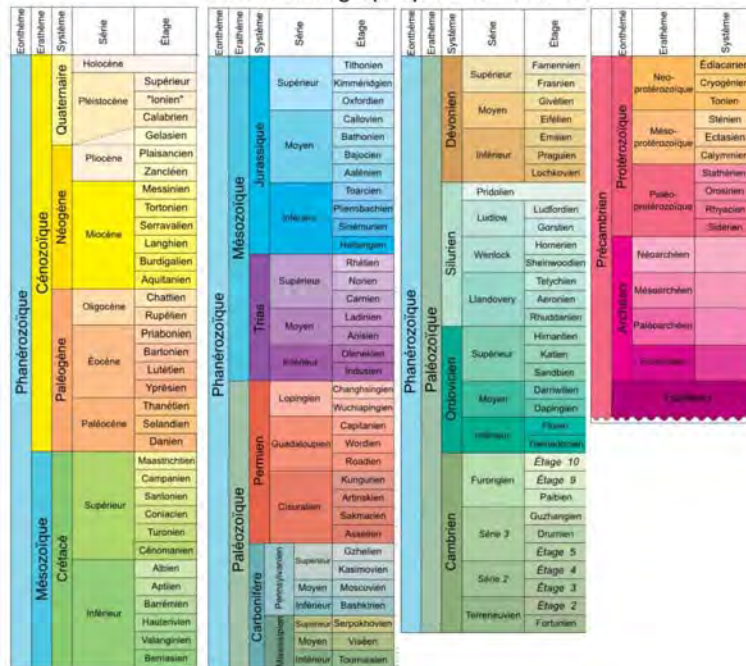 Eonthème Erathème Système Série Étage
Phanérozoïque
Cénozoïque
Quaternaire
Holocène
Pléistocène
Supérieur
"Ionien"
Calabrien
Gelasien
Néogène
Pliocène
Plaisancien
Zancléen
Miocène
Messinien
Tortonien
Serravalien
Langhien
Burdigalien
Aquitanien
Paléogène
Oligocène
Chattien
Rupélien
Éocène
Priabonien
Bartonien
Lutétien
Yprésien
Paléocène
Thanétien
Selandien
Danien
Mésozoïque
Crétacé
Supérieur
Maastrichtien
Campanien
Santonien
Coniacien
Turonien
Cénomanien
Inférieur
Albien
Aptien
Barrémien
Hauterivien
Valanginien
Berriasien
Eonthème Erathème Système Série Étage
Phanérozoïque
Mésozoïque
Jurassique
Supérieur
Tithonien
Kimméridgien
Oxfordien
Moyen
Callovien
Bathonien
Bajocien
Aalénien
Inférieur
Toarcien
Pliensbachien
Sinémurien
Hettangien
Trias
Supérieur
Rhétien
Norien
Carnien
Moyen
Ladinien
Anisien
Inférieur
Olenekien
Indusien
Paléozoïque
Permien
Lopingien
Changhsingien
Wuchiapingien
Guadaloupien
Capitanien
Wordien
Roadien
Cisuralien
Kungurien
Artinskien
Sakmarien
Assélien
Carbonifère
Pennsylvanien
Supérieur
Gzhelien
Kasimovien
Moyen Moscovien
Inférieur Bashkirien
Mississipien
Supérieur Serpokhovien
Moyen Viséen
Inférieur Tournaisien
Eonthème Erathème Système Série Étage
Phanérozoïque
Paléozoïque
Dévonien
Supérieur
Famennien
Frasnien
Moyen
Givétien
Eifélien
Inférieur
Emsien
Praguien
Lochkovien
Silurien
Pridolien
Ludlow
Ludfordien
Gorstien
Wenlock
Homerien
Sheinwoodien
Llandovery
Telychien
Aeronien
Rhuddanien
Ordovicien
Supérieur
Hirnantien
Katien
Sandbien
Moyen
Darriwilien
Dapingien
Inférieur
Floien
Tremadocien
Cambrien
Furongien
Étage 10
Étage 9
Paibien
Série 3
Guzhangien
Drumien
Étage 5
Série 2
Étage 4
Étage 3
Terreneuvien
Étage 2
Fortunien
Eonthème Erathème Système
Précambrien
Protérozoïque
Neo-
protérozoïque
Édiacarien
Cryogénien
Tonien
Méso-
protérozoïque
Sténien
Ectasien
Calymmien
Paléo-
protérozoïque
Stathérien
Orosirien
Rhyacien
Sidérien
Archéen
Néoarchéen
Mésoarchéen
Paléoarchéen